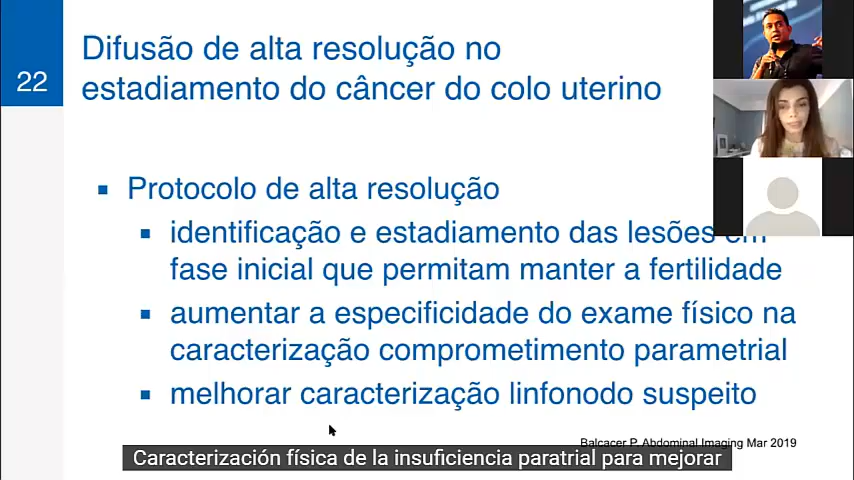 22
Difusão de alta resolução no
estadiamento do câncer do colo uterino
Protocolo de alta resolução
identificação e estadiamento das lesões em
fase inicial que permitam manter a fertilidade
aumentar a especificidade do exame físico na
caracterização comprometimento parametrial
melhorar caracterização linfonodo suspeito
Balcacer P. Abdominal Imaging Mar 2019
Caracterización física de la insuficiencia paratrial para mejorar